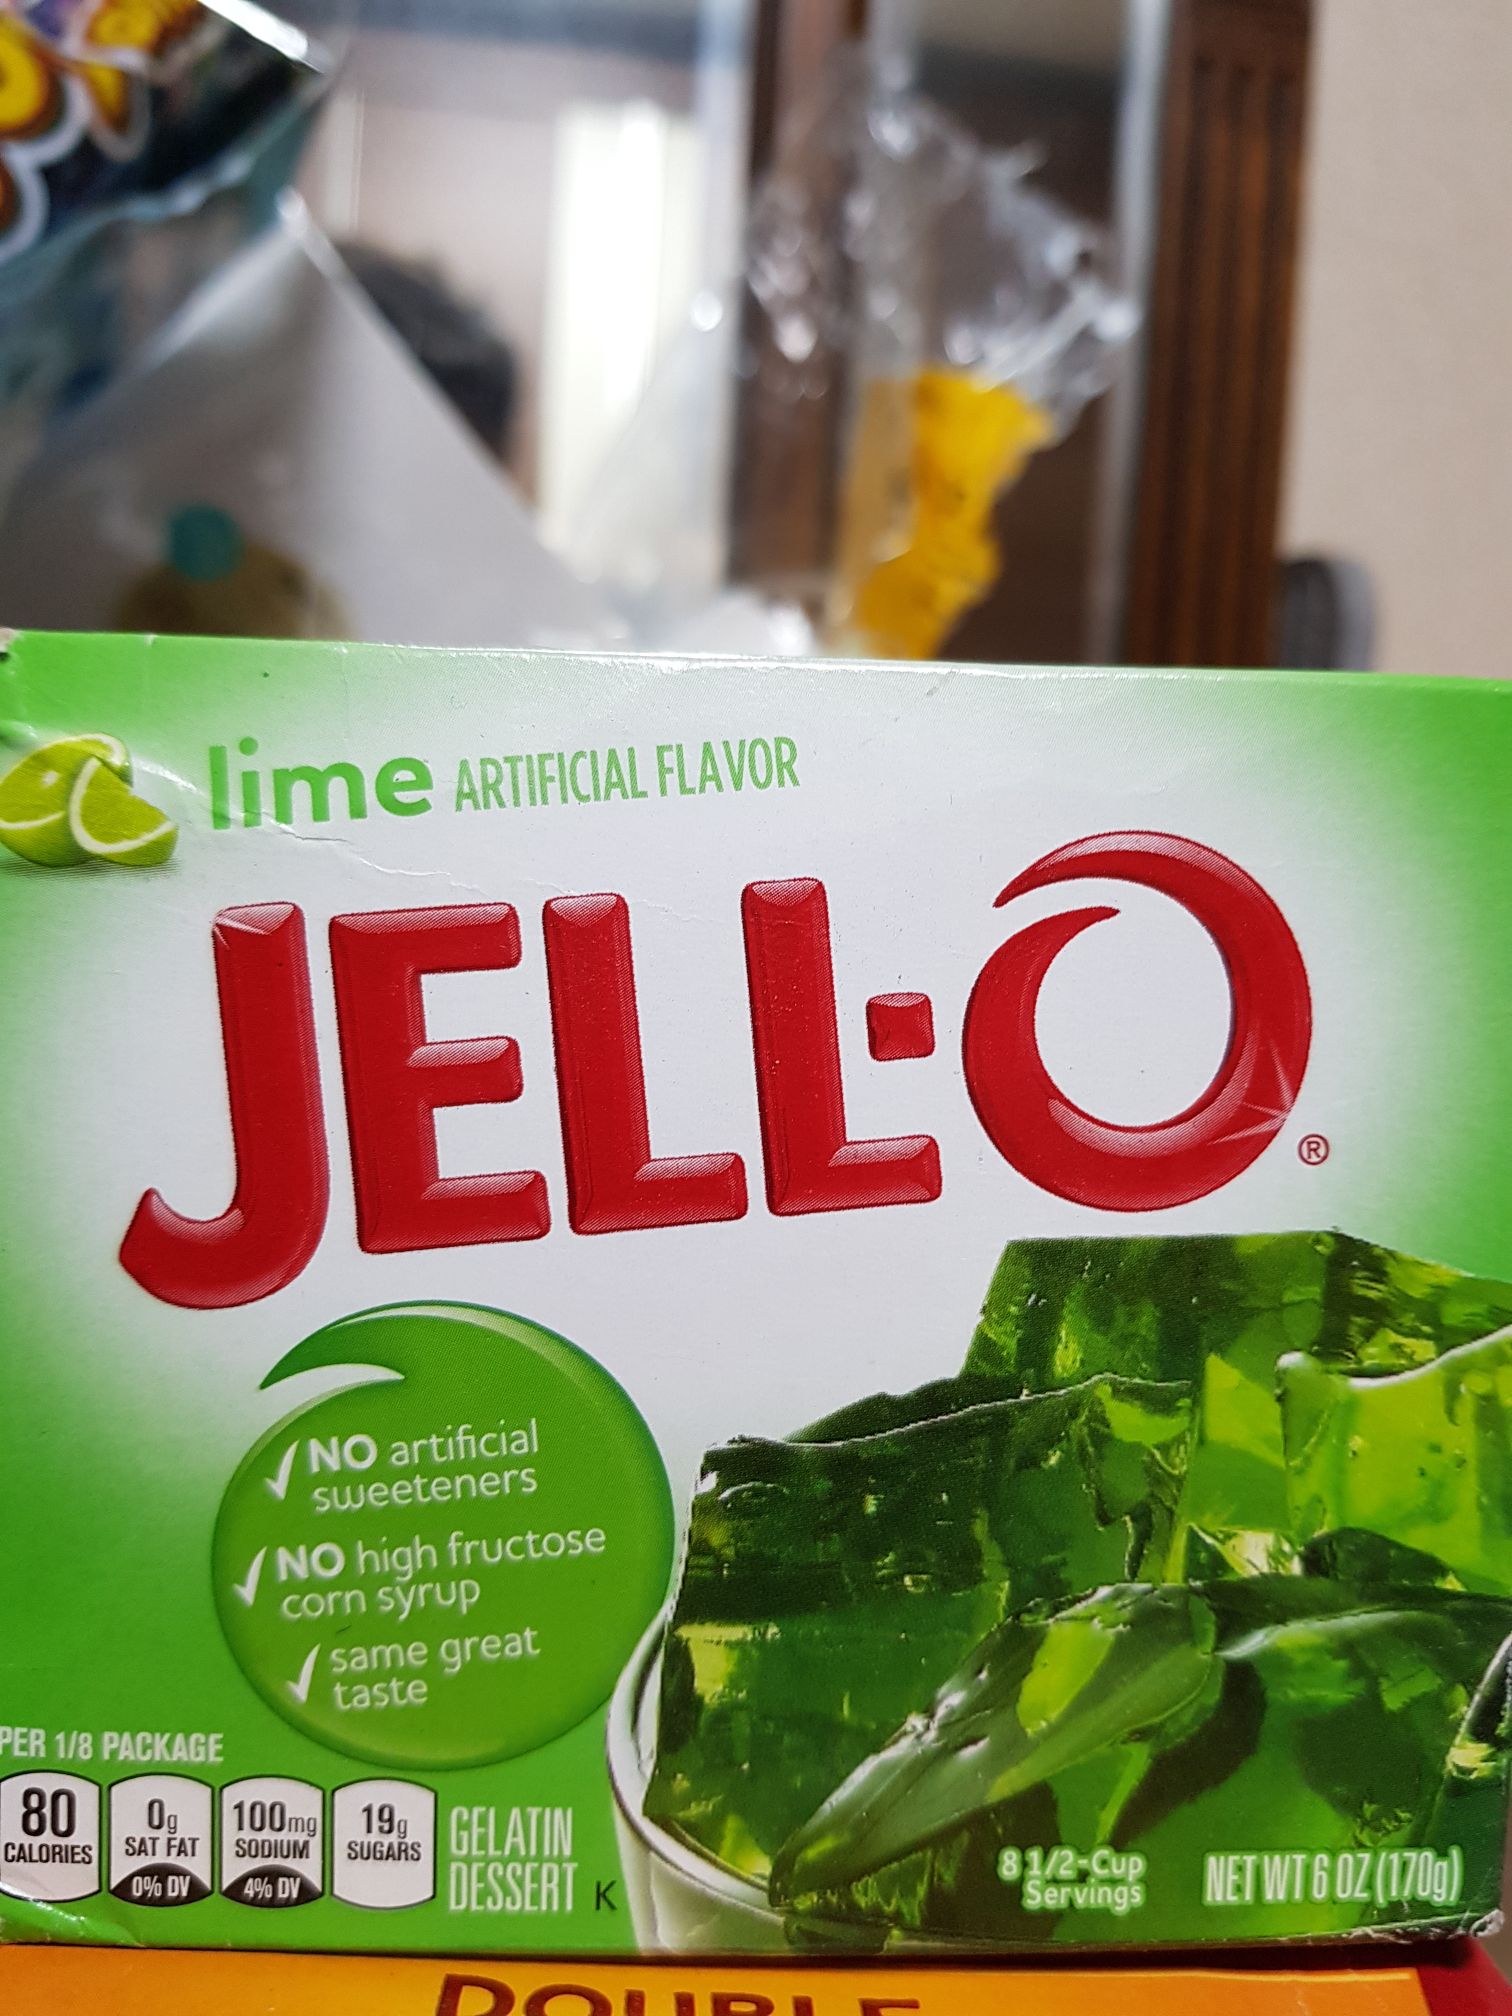 lime ARTIFICIAL FLAVOR
JELL-O®
✓NO artificial
sweeteners
✓NO high fructose
corn syrup
✓same great
taste
PER 1/8 PACKAGE
80
CALORIES
0g
SAT FAT
0% DV
100mg
SODIUM
4% DV
19g
SUGARS
GELATIN
DESSERT K
8 1/2-Cup
Servings
NET WT 6 OZ (170g)
DOUBLE